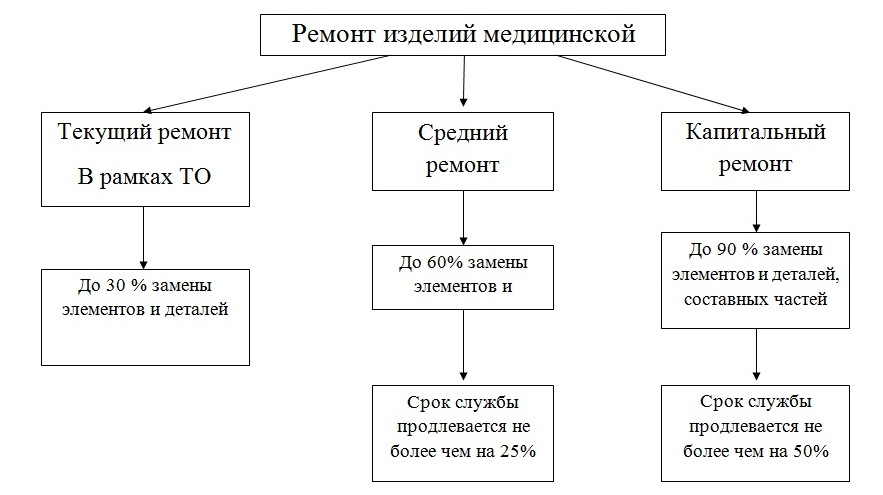 Ремонт изделий медицинской
Текущий ремонт
В рамках ТО
Средний
ремонт
Капитальный
ремонт
До 30 % замены
элементов и деталей
До 60% замены
элементов и
До 90 % замены
элементов и деталей,
составных частей
Срок службы
продлевается не
более чем на 25%
Срок службы
продлевается не
более чем на 50%